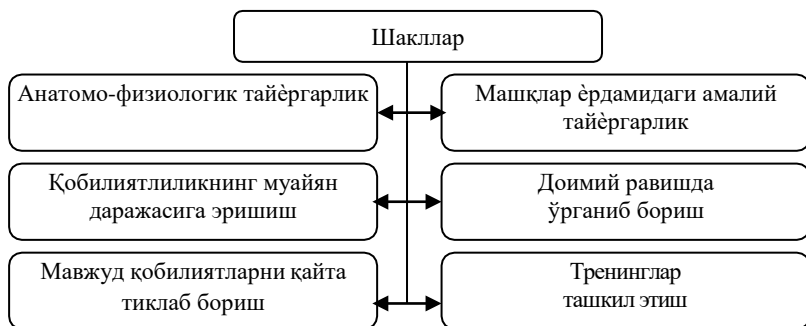 Шакллар
Анатомо-физиологик тайѐргарлик
Машқлар ѐрдамидаги амалий
тайѐргарлик
Қобилиятлиликнинг муайян
даражасига эришиш
Доимий равишда
ўрганиб бориш
Мавжуд қобилиятларни қайта
тиклаб бориш
Тренинглар
ташкил этиш